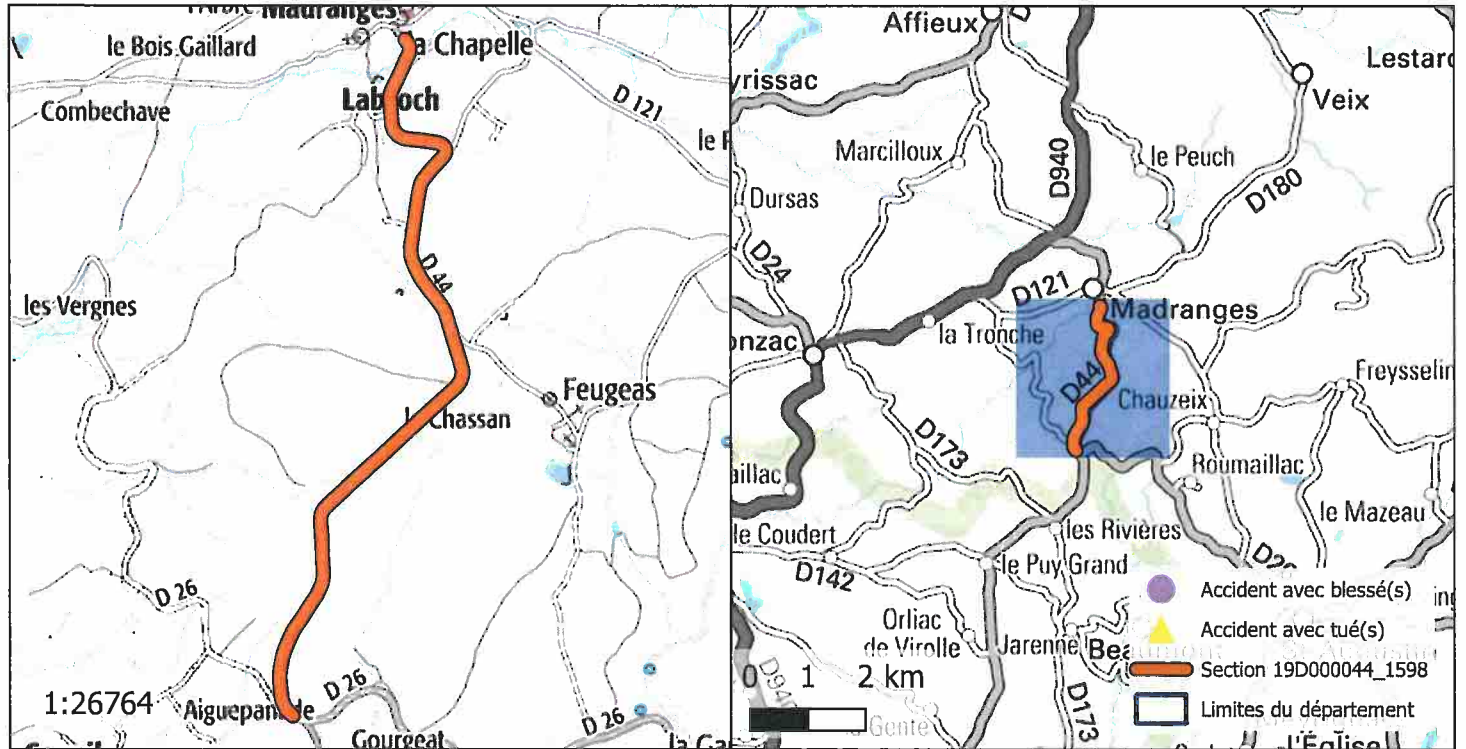 Madranges
le Bois Gaillard
la Chapelle
Combechave
D 121
D 44
les Vergnes
Feugeas
Chassan
D 26
D 26
D 26
1:26764
Gourgeat
Affieux
Veix
Marcilloux
le Peuch
D940
D180
Dursas
D24
D121
Madranges
la Tronche
D44
Chauzeix
D173
Roumaillac
le Mazeau
le Coudert
les Rivières
D142
le Puy Grand
Orliac
de Virolle
Jarenne
D173
0 1 2 km
Accident avec blessé(s)
Accident avec tué(s)
Section 19D000044_1598
Limites du département
l'Église